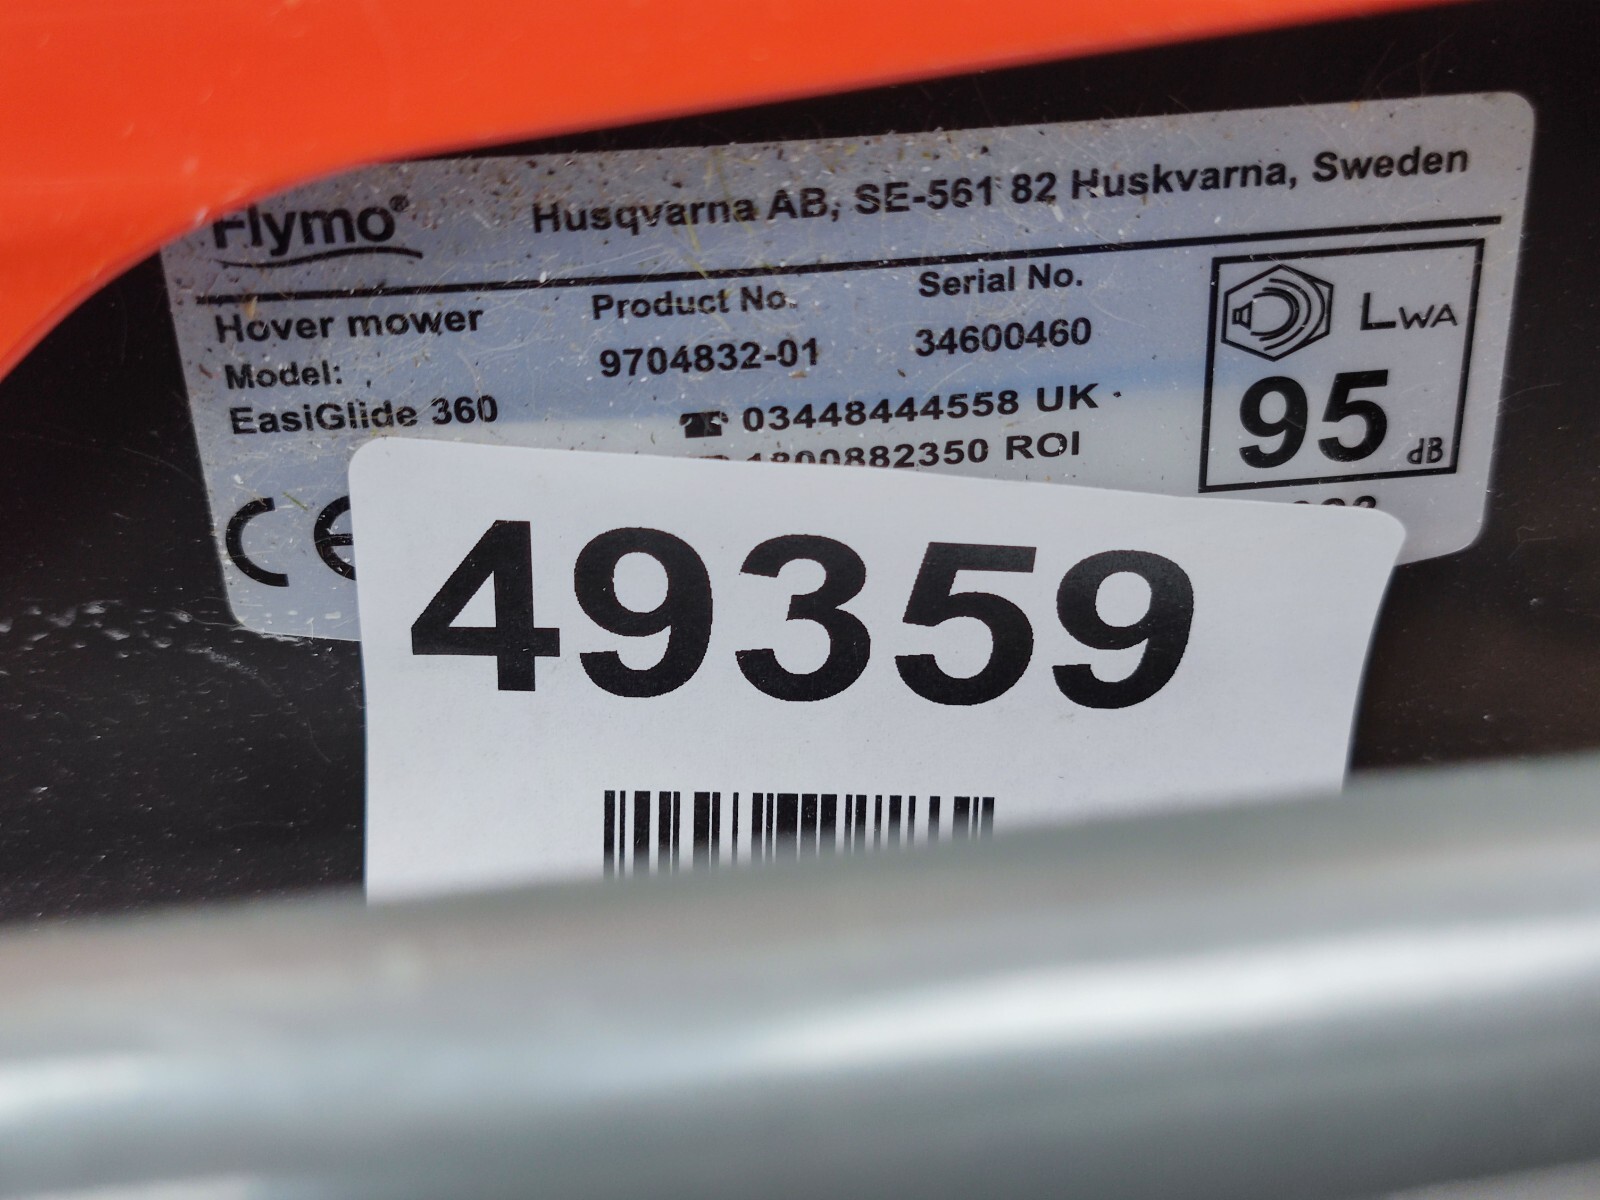 Flymo®
Husqvarna AB, SE-561 82 Huskvarna, Sweden
Hover mower
Model:
EasiGlide 360
Product No.
9704832-01
Serial No.
34600460
☎ 03448444558 UK
1800882350 ROI
LWA
95 dB
CE
49359